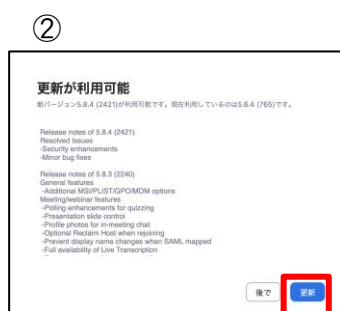 ②
更新が利用可能
新バージョン5.8.4 (2421)が利用可能です。現在利用しているのは5.6.4 (765)です。
Release notes of 5.8.4 (2421)
Resolved Issues
-Security enhancements
-Minor bug fixes
Release notes of 5.8.3 (2240)
General features
-Additional MSI/PLIST/GPO/MDM options
Meeting/webinar features
-Polling enhancements for quizzing
-Presentation slide control
-Profile photos for in-meeting chat
-Optional Reclaim Host when rejoining
-Prevent display name changes when SAML mapped
-Full availability of Live Transcription
後で
更新